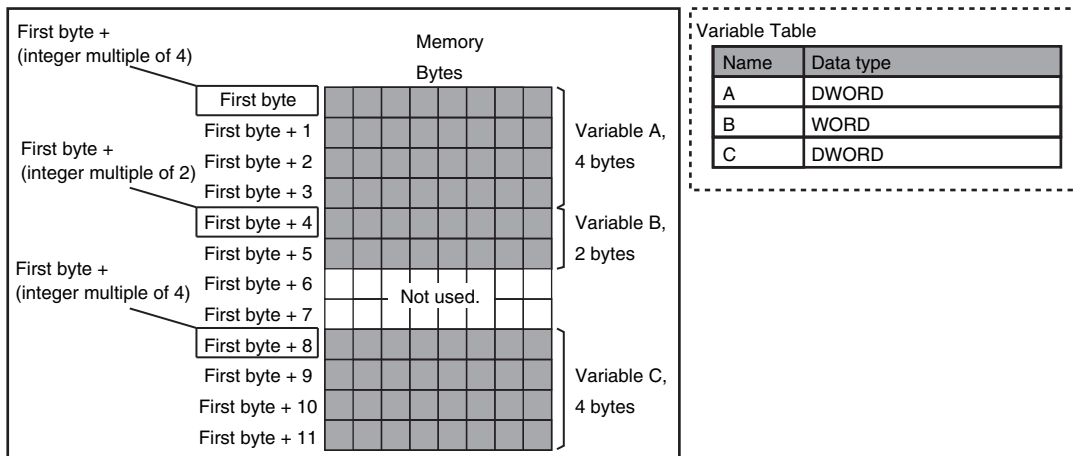 First byte +
(integer multiple of 4)
Memory
Bytes
First byte
First byte + 1
First byte + 2
First byte + 3
Variable A,
4 bytes
First byte +
(integer multiple of 2)
First byte + 4
First byte + 5
Variable B,
2 bytes
First byte + 6
First byte + 7
Not used.
First byte +
(integer multiple of 4)
First byte + 8
First byte + 9
First byte + 10
First byte + 11
Variable C,
4 bytes
Variable Table
Name Data type
A DWORD
B WORD
C DWORD